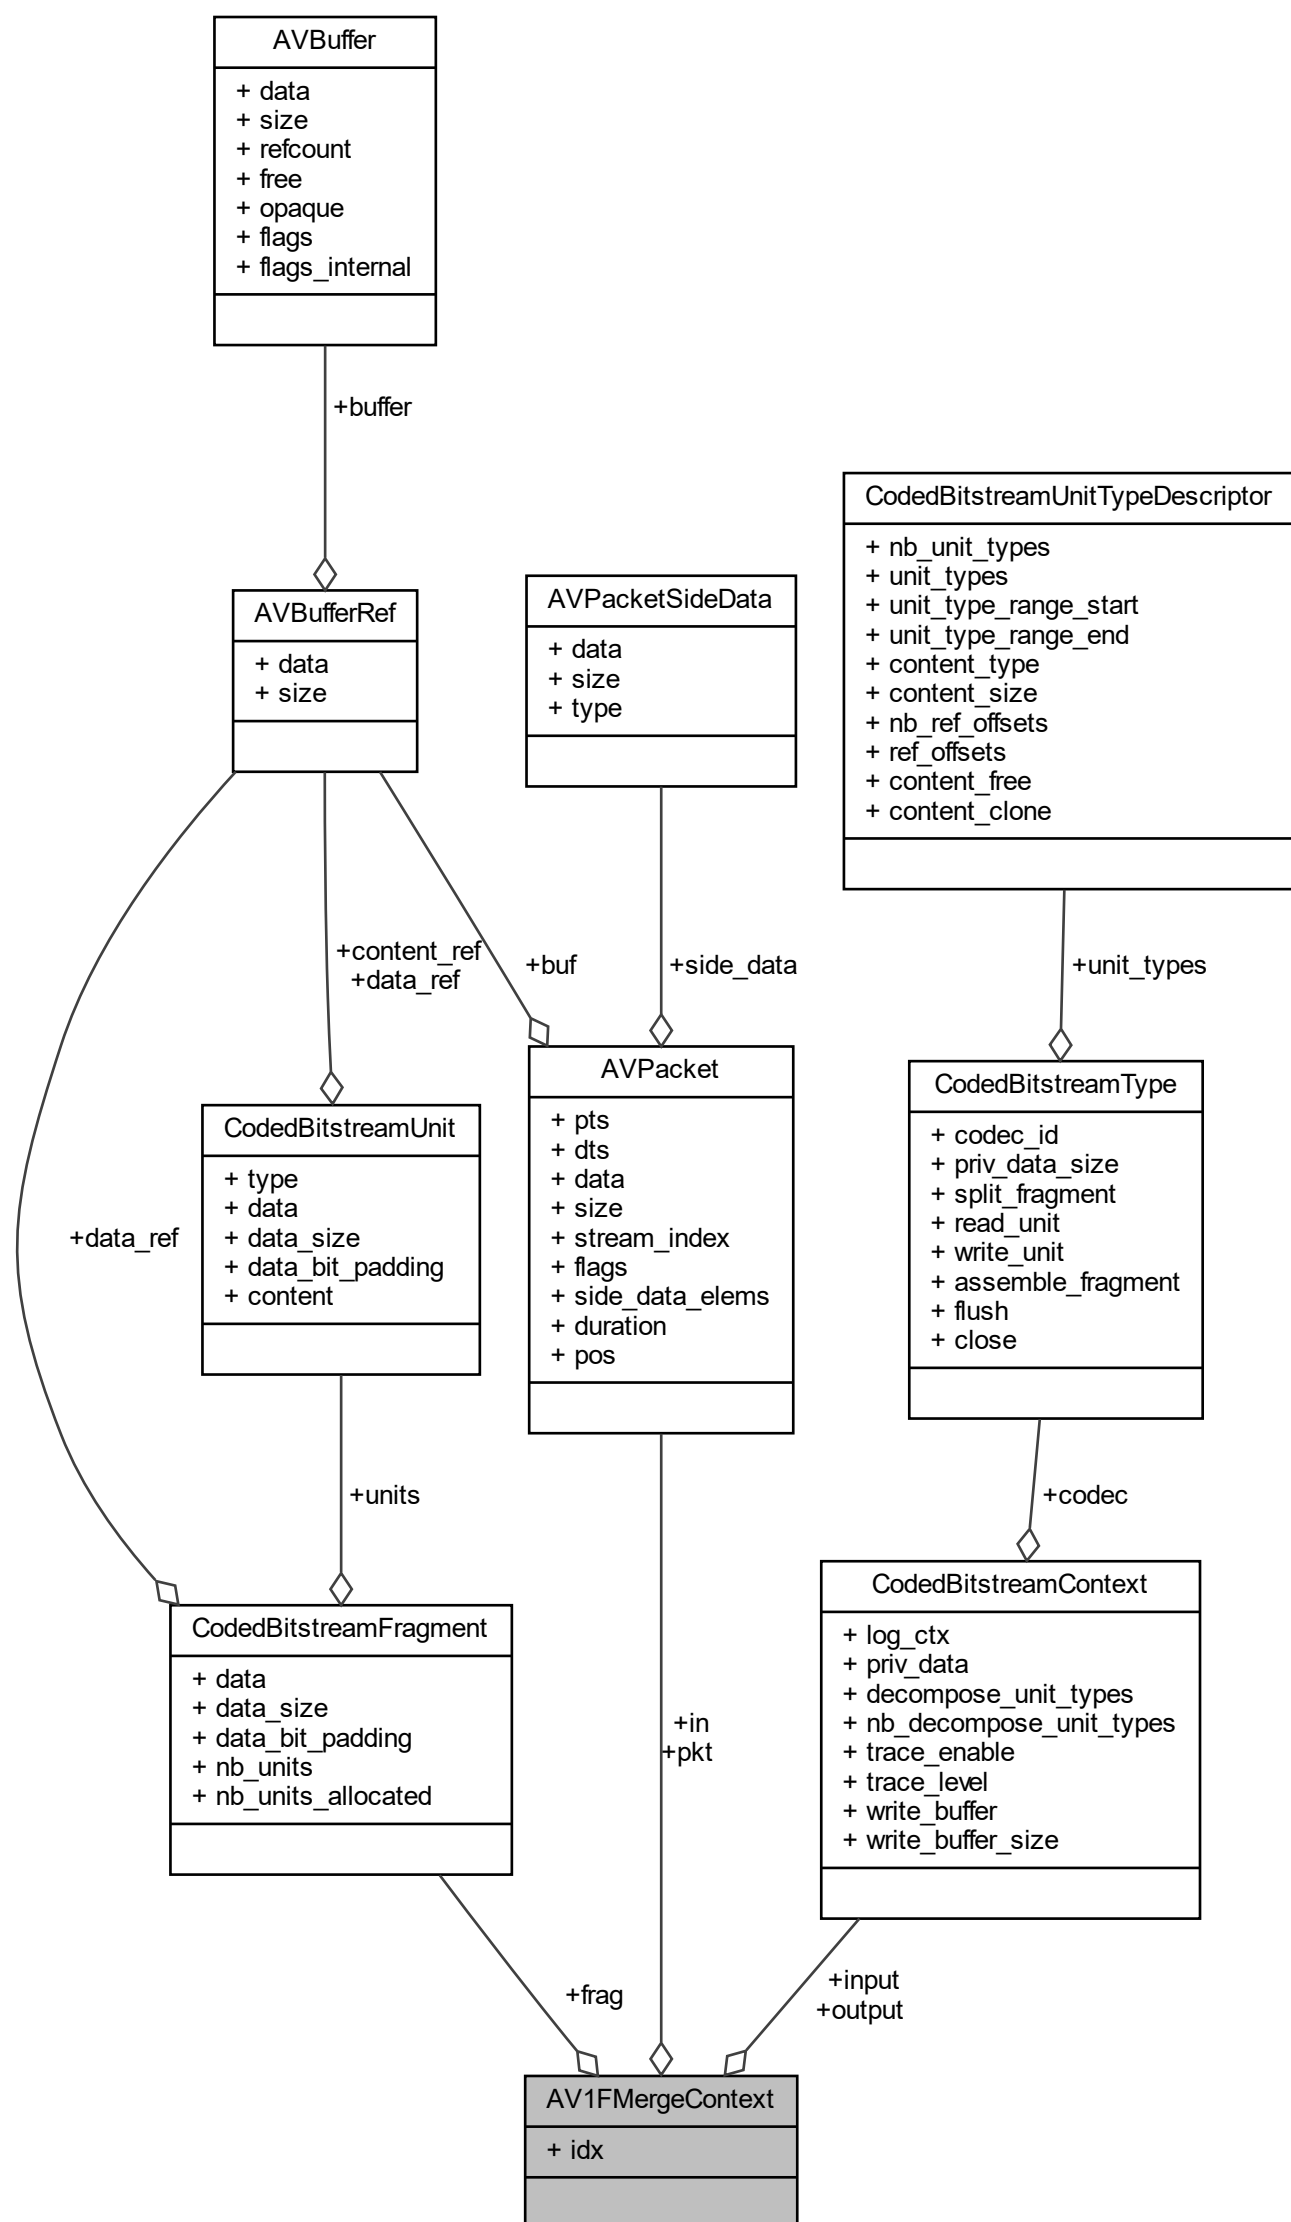 AVBuffer
+ data
+ size
+ refcount
+ free
+ opaque
+ flags
+ flags_internal
+buffer
AVBufferRef
+ data
+ size
AVPacketSideData
+ data
+ size
+ type
CodedBitstreamUnitTypeDescriptor
+ nb_unit_types
+ unit_types
+ unit_type_range_start
+ unit_type_range_end
+ content_type
+ content_size
+ nb_ref_offsets
+ ref_offsets
+ content_free
+ content_clone
+content_ref
+data_ref
+buf
+side_data
+unit_types
+data_ref
CodedBitstreamUnit
+ type
+ data
+ data_size
+ data_bit_padding
+ content
AVPacket
+ pts
+ dts
+ data
+ size
+ stream_index
+ flags
+ side_data_elems
+ duration
+ pos
CodedBitstreamType
+ codec_id
+ priv_data_size
+ split_fragment
+ read_unit
+ write_unit
+ assemble_fragment
+ flush
+ close
+units
+codec
CodedBitstreamFragment
+ data
+ data_size
+ data_bit_padding
+ nb_units
+ nb_units_allocated
+in
+pkt
CodedBitstreamContext
+ log_ctx
+ priv_data
+ decompose_unit_types
+ nb_decompose_unit_types
+ trace_enable
+ trace_level
+ write_buffer
+ write_buffer_size
+frag
+input
+output
AV1FMergeContext
+ idx